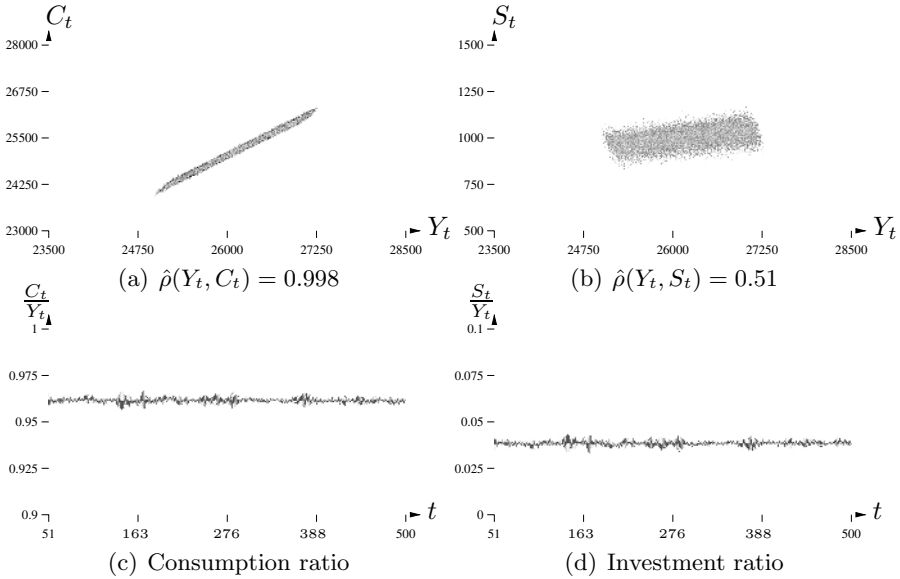 C_t
28000
26750
25500
24250
23000
23500 24750 26000 27250 28500
Y_t
(a) ρ̂(Y_t, C_t) = 0.998
S_t
1500
1250
1000
750
500
23500 24750 26000 27250 28500
Y_t
(b) ρ̂(Y_t, S_t) = 0.51
C_t/Y_t
1
0.975
0.95
0.925
0.9
51 163 276 388 500
t
(c) Consumption ratio
S_t/Y_t
0.1
0.075
0.05
0.025
0
51 163 276 388 500
t
(d) Investment ratio